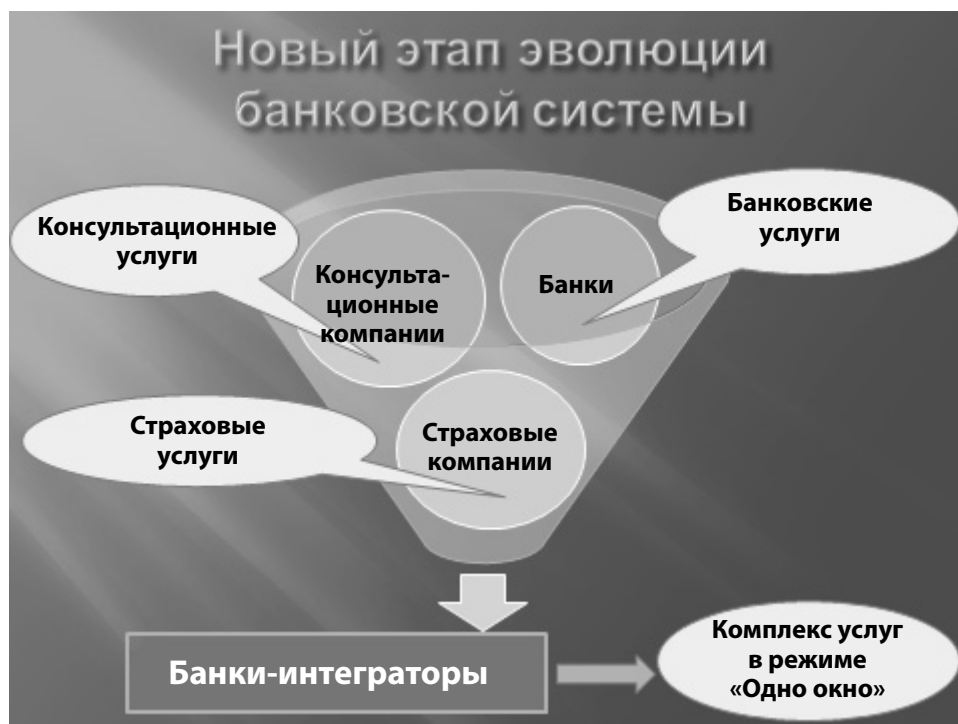 Новый этап эволюции
банковской системы
Консультационные
услуги
Банковские
услуги
Консульта-
ционные
компании
Банки
Страховые
услуги
Страховые
компании
Банки-интеграторы
Комплекс услуг
в режиме
«Одно окно»